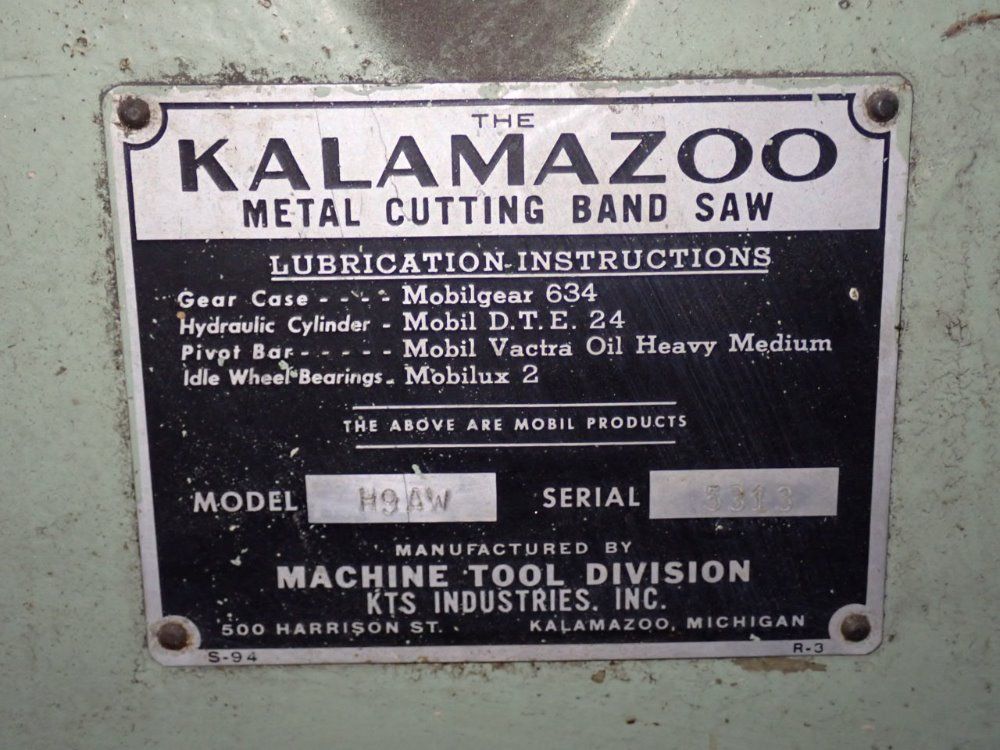 THE
KALAMAZOO
METAL CUTTING BAND SAW
LUBRICATION INSTRUCTIONS
Gear Case - - - - Mobilgear 634
Hydraulic Cylinder - Mobil D.T.E. 24
Pivot Bar - - - - - Mobil Vactra Oil Heavy Medium
Idle Wheel Bearings - Mobilux 2
THE ABOVE ARE MOBIL PRODUCTS
MODEL H9AW SERIAL 5313
MANUFACTURED BY
MACHINE TOOL DIVISION
KTS INDUSTRIES, INC.
500 HARRISON ST. KALAMAZOO, MICHIGAN
S-94 R-3